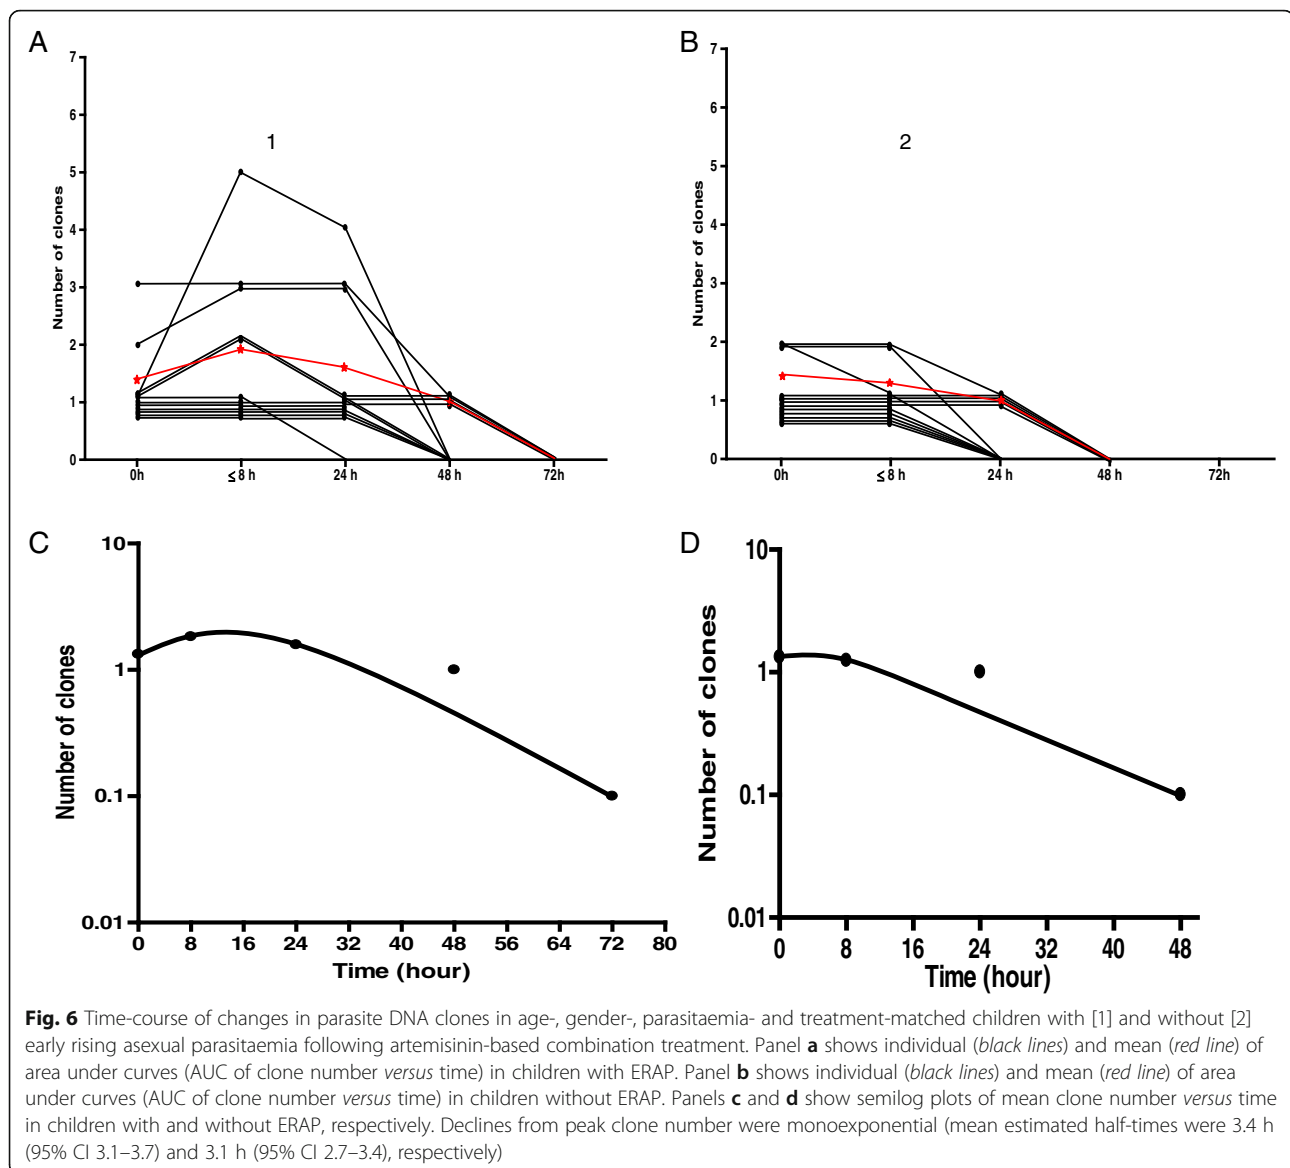 A
B
7
6
5
4
3
2
1
0
Number of clones
1
0h
≤ 8 h
24 h
48 h
72h
7
6
5
4
3
2
1
0
Number of clones
2
0h
≤ 8 h
24 h
48 h
72h
C
D
10
1
0.1
0.01
Number of clones
0 8 16 24 32 40 48 56 64 72 80
Time (hour)
10
1
0.1
0.01
Number of clones
0 8 16 24 32 40 48
Time (hour)
Fig. 6 Time-course of changes in parasite DNA clones in age-, gender-, parasitaemia- and treatment-matched children with [1] and without [2]
early rising asexual parasitaemia following artemisinin-based combination treatment. Panel a shows individual (black lines) and mean (red line) of
area under curves (AUC of clone number versus time) in children with ERAP. Panel b shows individual (black lines) and mean (red line) of area
under curves (AUC of clone number versus time) in children without ERAP. Panels c and d show semilog plots of mean clone number versus time
in children with and without ERAP, respectively. Declines from peak clone number were monoexponential (mean estimated half-times were 3.4 h
(95% CI 3.1–3.7) and 3.1 h (95% CI 2.7–3.4), respectively)